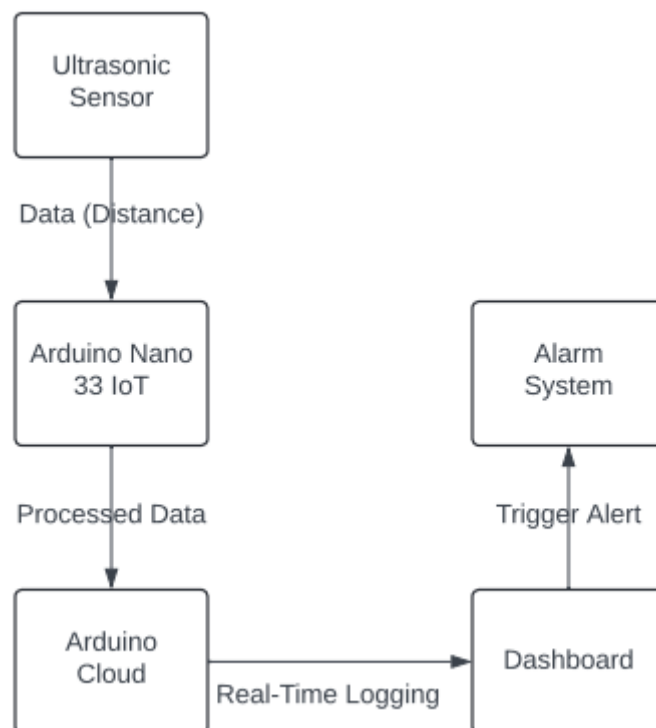 Ultrasonic
Sensor
Data (Distance)
Arduino Nano
33 IoT
Alarm
System
Processed Data
Trigger Alert
Arduino
Cloud
Dashboard
Real-Time Logging